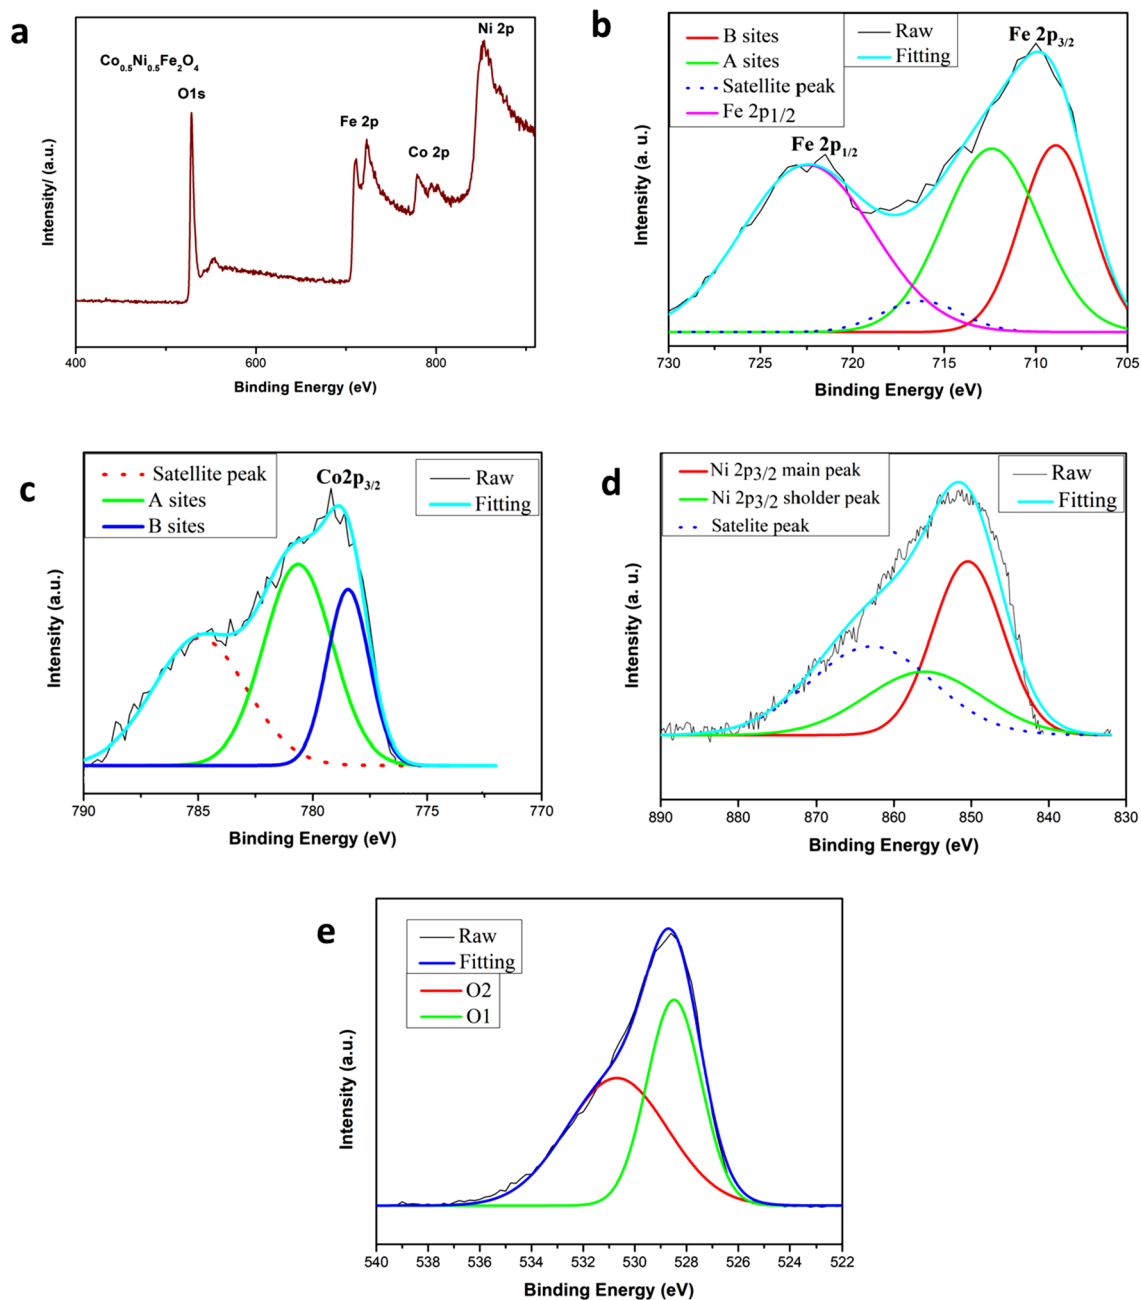 a
Co0.5Ni0.5Fe2O4
O1s
Fe 2p
Co 2p
Ni 2p
Intensity/ (a.u.)
400
600
800
Binding Energy (eV)
b
B sites
A sites
Satellite peak
Fe 2p1/2
Raw
Fitting
Fe 2p3/2
Fe 2p1/2
Intensity (a. u.)
730
725
720
715
710
705
Binding Energy (eV)
c
Satellite peak
A sites
B sites
Co2p3/2
Raw
Fitting
Intensity (a.u.)
790
785
780
775
770
Binding Energy (eV)
d
Ni 2p3/2 main peak
Ni 2p3/2 sholder peak
Satelite peak
Raw
Fitting
Intensity (a. u.)
890
880
870
860
850
840
830
Binding Energy (eV)
e
Raw
Fitting
O2
O1
Intensity (a.u.)
540
538
536
534
532
530
528
526
524
522
Binding Energy (eV)